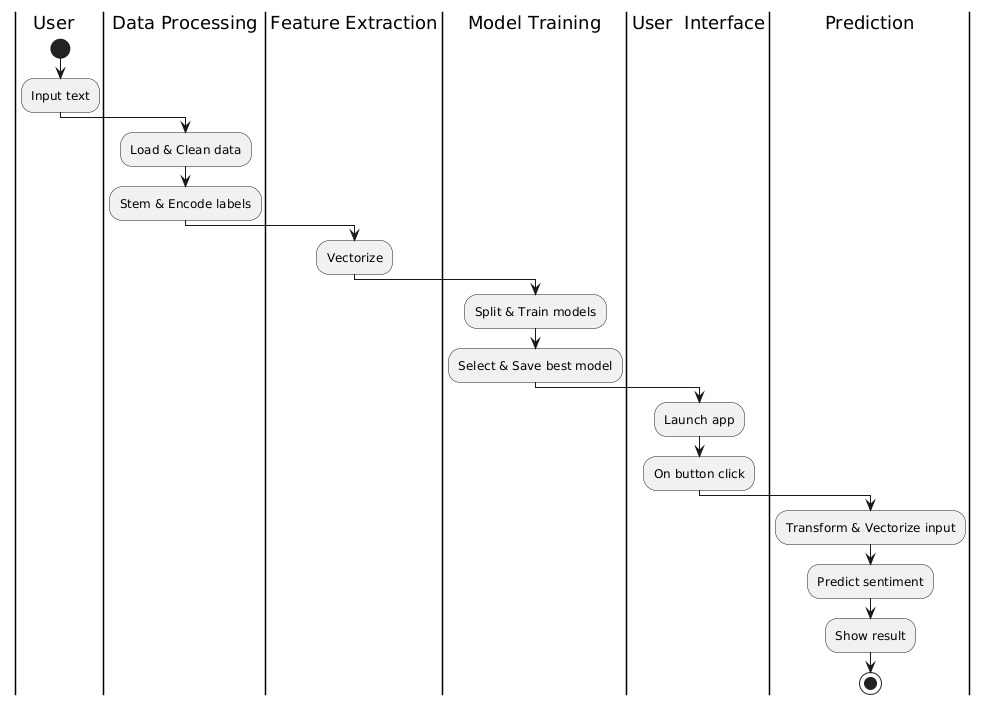 User
Data Processing
Feature Extraction
Model Training
User  Interface
Prediction
Input text
Load & Clean data
Stem & Encode labels
Vectorize
Split & Train models
Select & Save best model
Launch app
On button click
Transform & Vectorize input
Predict sentiment
Show result